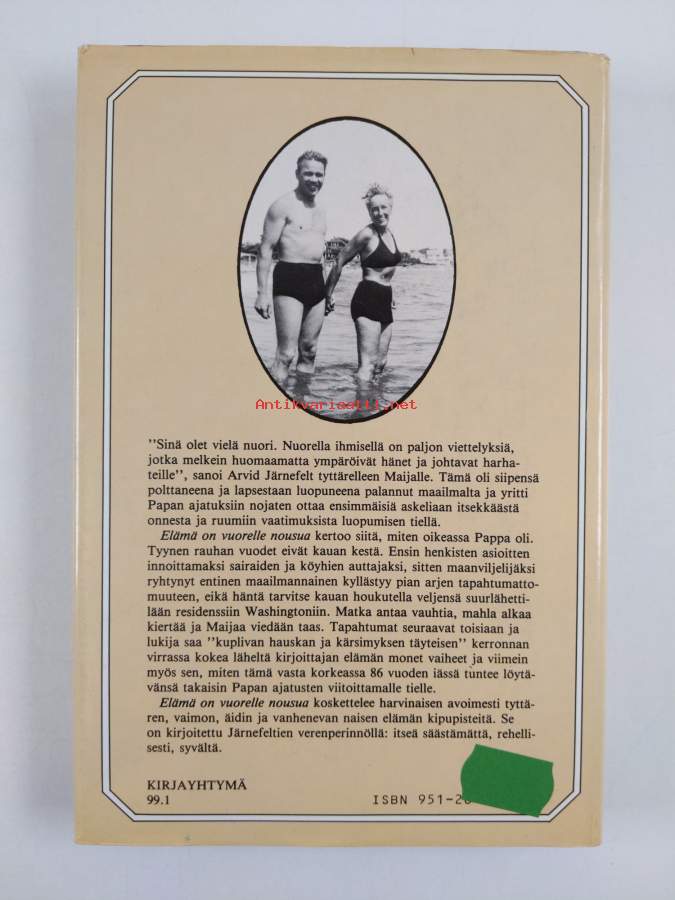 Antikvariaatti.net
"Sinä olet vielä nuori. Nuorella ihmisellä on paljon viettelyksiä,
jotka melkein huomaamatta ympäröivät hänet ja johtavat harha-
teille", sanoi Arvid Järnefelt tyttärelleen Maijalle. Tämä oli siipensä
polttaneena ja lapsestaan luopuneena palannut maailmalta ja yritti
Papan ajatuksiin nojaten ottaa ensimmäisiä askeliaan itsekkäästä
onnesta ja ruumiin vaatimuksista luopumisen tiellä.
Elämä on vuorelle nousua kertoo siitä, miten oikeassa Pappa oli.
Tyynen rauhan vuodet eivät kauan kestä. Ensin henkisten asioitten
innoittamaksi sairaiden ja köyhien auttajaksi, sitten maanviljelijäksi
ryhtynyt entinen maailmannainen kyllästyy pian arjen tapahtumatto-
muuteen, eikä häntä tarvitse kauan houkutella veljensä suurlähetti-
lään residenssiin Washingtoniin. Matka antaa vauhtia, mahla alkaa
kiertää ja Maijaa viedään taas. Tapahtumat seuraavat toisiaan ja
lukija saa "kuplivan hauskan ja kärsimyksen täyteisen" kerronnan
virrassa kokea läheltä kirjoittajan elämän monet vaiheet ja viimein
myös sen, miten tämä vasta korkeassa 86 vuoden iässä tuntee löytä-
vänsä takaisin Papan ajatusten viitoittamalle tielle.
Elämä on vuorelle nousua koskettelee harvinaisen avoimesti tyttä-
ren, vaimon, äidin ja vanhenevan naisen elämän kipupisteitä. Se
on kirjoitettu Järnefeltien verenperinnöllä: itseä säästämättä, rehelli-
sesti, syvältä.
KIRJAYHTYMÄ
99.1
ISBN 951-2